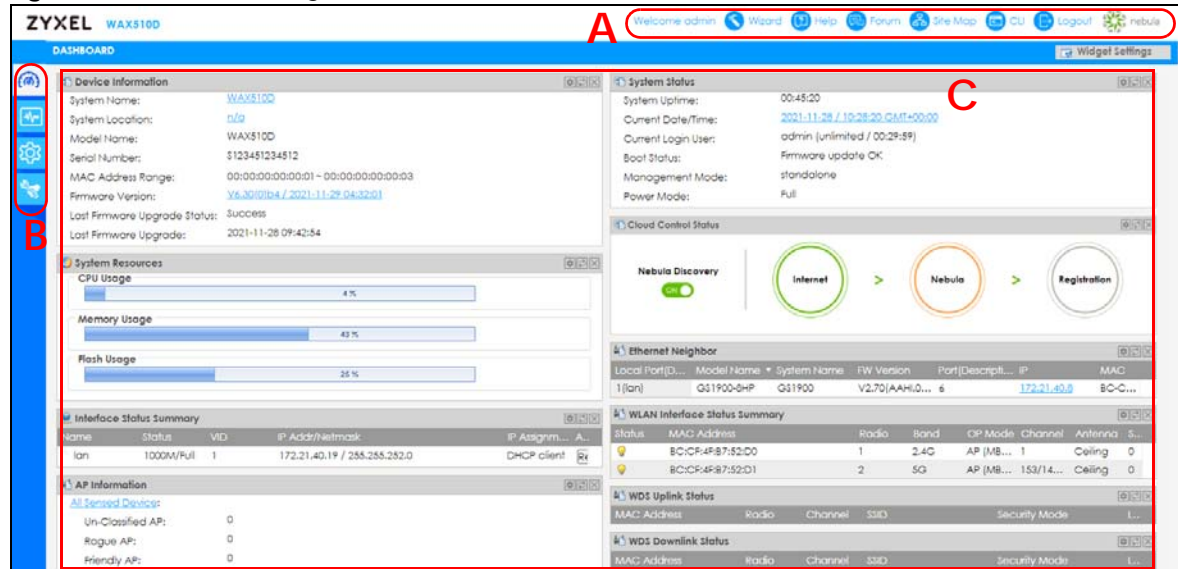 ZYXEL WAX510D
A
Welcome admin Wizard Help Forum Site Map CLI Logout nebula
DASHBOARD
Widget Settings
B
C
Device Information
System Name: WAX510D
System Location: n/a
Model Name: WAX510D
Serial Number: S123451234512
MAC Address Range: 00:00:00:00:00:01 ~ 00:00:00:00:00:03
Firmware Version: V6.30(0)b4 / 2021-11-29 04:32:01
Last Firmware Upgrade Status: Success
Last Firmware Upgrade: 2021-11-28 09:42:54
System Resources
CPU Usage
4 %
Memory Usage
43 %
Flash Usage
25 %
Interface Status Summary
Name Status VID IP Addr/Netmask IP Assignm... A...
lan 1000M/Full 1 172.21.40.19 / 255.255.252.0 DHCP client
AP Information
All Sensed Device:
Un-Classified AP: 0
Rogue AP: 0
Friendly AP: 0
System Status
System Uptime: 00:45:20
Current Date/Time: 2021-11-28 / 10:28:20 GMT+00:00
Current Login User: admin (unlimited / 00:29:59)
Boot Status: Firmware update OK
Management Mode: standalone
Power Mode: Full
Cloud Control Status
Nebula Discovery
ON
Internet > Nebula > Registration
Ethernet Neighbor
Local Port(D... Model Name System Name FW Version Port(Descripti... IP MAC
1(lan) GS1900-8HP GS1900 V2.70(AAHI.0... 6 172.21.40.8 BC-C...
WLAN Interface Status Summary
Status MAC Address Radio Band OP Mode Channel Antenna S...
BC:CF:4F:B7:52:D0 1 2.4G AP (MB... 1 Ceiling 0
BC:CF:4F:B7:52:D1 2 5G AP (MB... 153/14... Ceiling 0
WDS Uplink Status
MAC Address Radio Channel SSID Security Mode L...
WDS Downlink Status
MAC Address Radio Channel SSID Security Mode L...